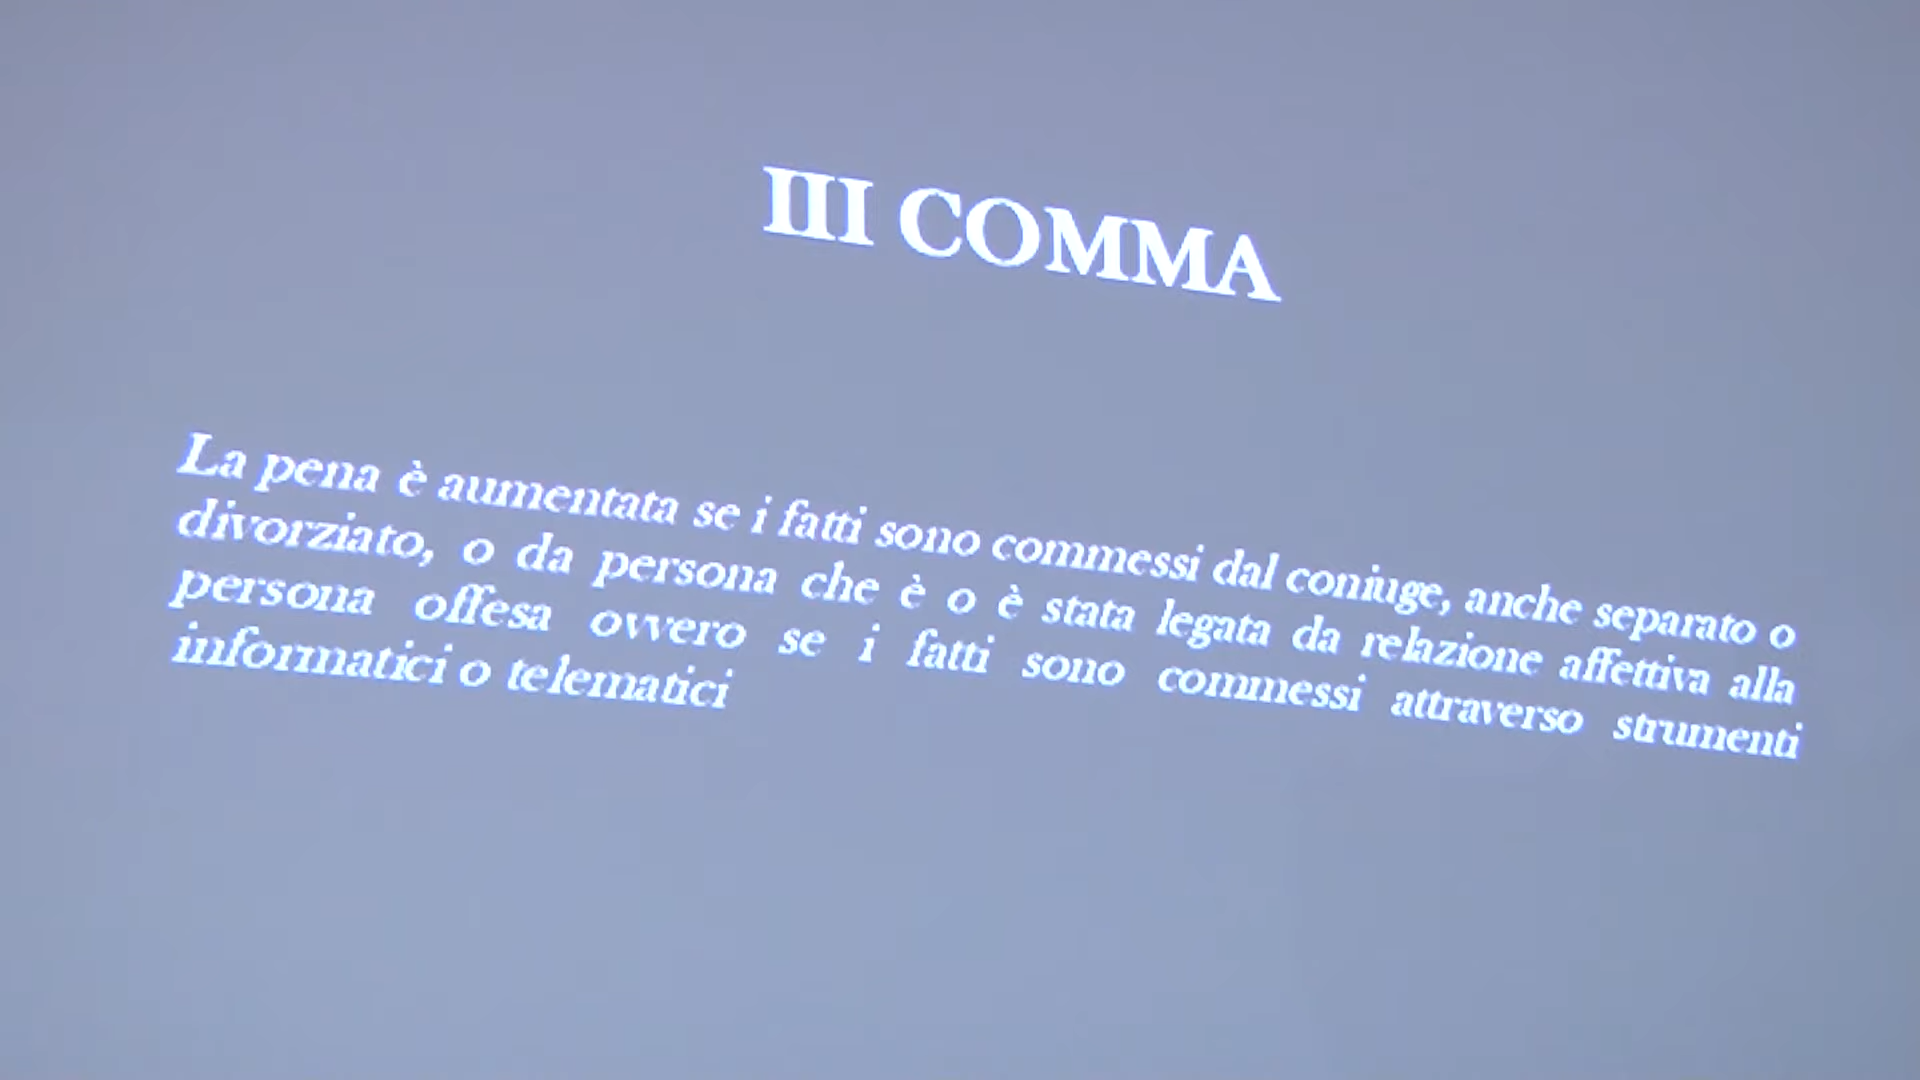 III COMMA
La pena è aumentata se i fatti sono commessi dal coniuge, anche separato o
divorziato, o da persona che è o è stata legata da relazione affettiva alla
persona offesa ovvero se i fatti sono commessi attraverso strumenti
informatici o telematici